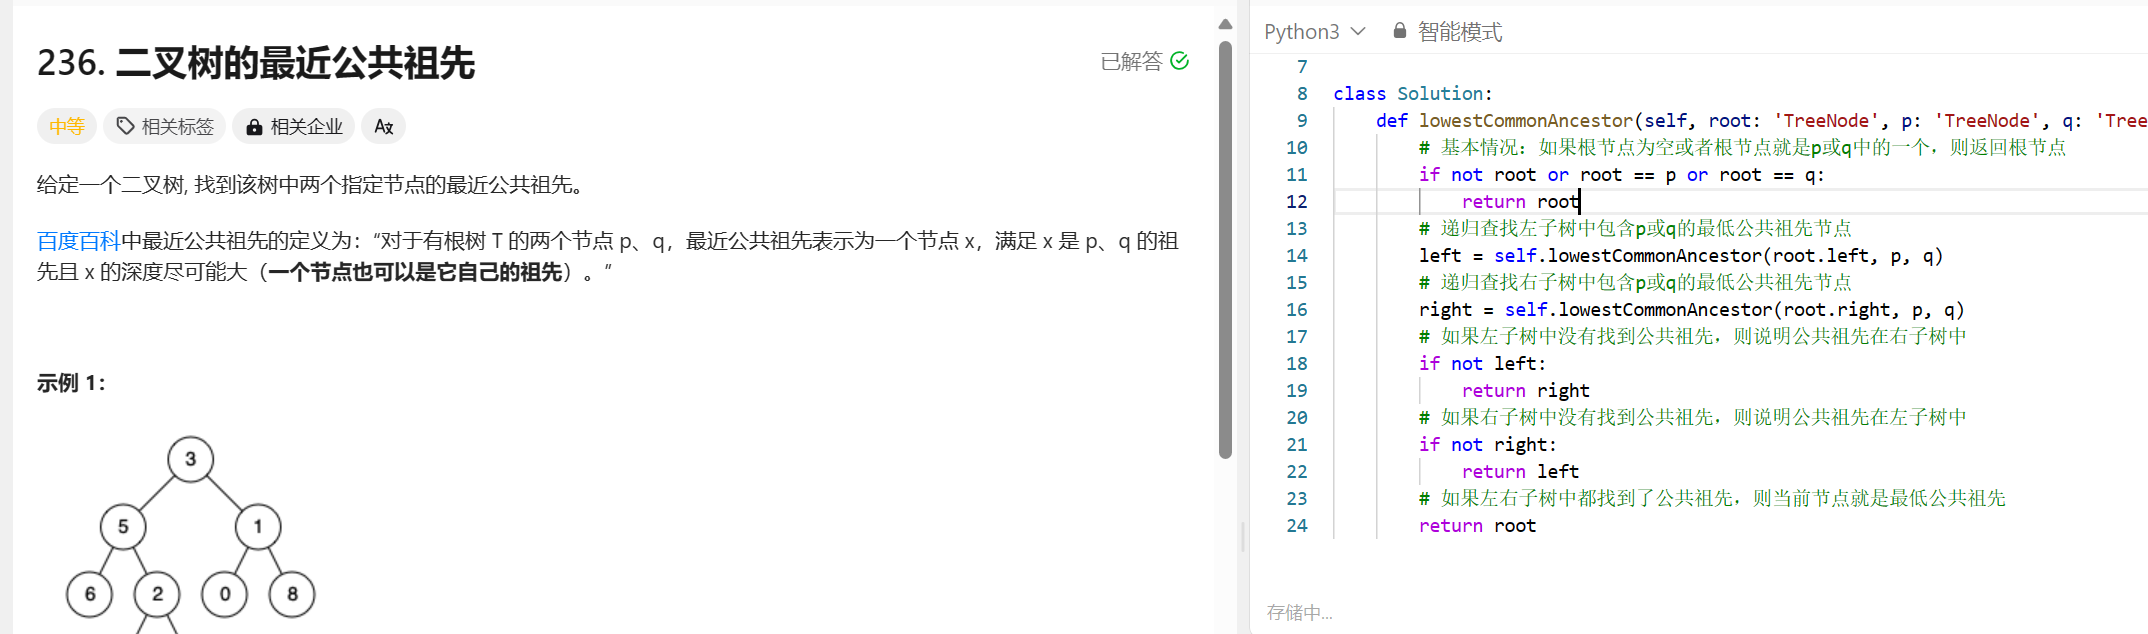 236. 二叉树的最近公共祖先
已解答
中等
相关标签
相关企业
给定一个二叉树, 找到该树中两个指定节点的最近公共祖先。
百度百科中最近公共祖先的定义为：“对于有根树 T 的两个节点 p、q，最近公共祖先表示为一个节点 x，满足 x 是 p、q 的祖
先且 x 的深度尽可能大（一个节点也可以是它自己的祖先）。”
示例 1：
3
5
1
6
2
0
8
Python3
智能模式
7
8 class Solution:
9     def lowestCommonAncestor(self, root: 'TreeNode', p: 'TreeNode', q: 'Tree
10         # 基本情况：如果根节点为空或者根节点就是p或q中的一个，则返回根节点
11         if not root or root == p or root == q:
12             return root
13         # 递归查找左子树中包含p或q的最低公共祖先节点
14         left = self.lowestCommonAncestor(root.left, p, q)
15         # 递归查找右子树中包含p或q的最低公共祖先节点
16         right = self.lowestCommonAncestor(root.right, p, q)
17         # 如果左子树中没有找到公共祖先，则说明公共祖先在右子树中
18         if not left:
19             return right
20         # 如果右子树中没有找到公共祖先，则说明公共祖先在左子树中
21         if not right:
22             return left
23         # 如果左右子树中都找到了公共祖先，则当前节点就是最低公共祖先
24         return root
存储中...